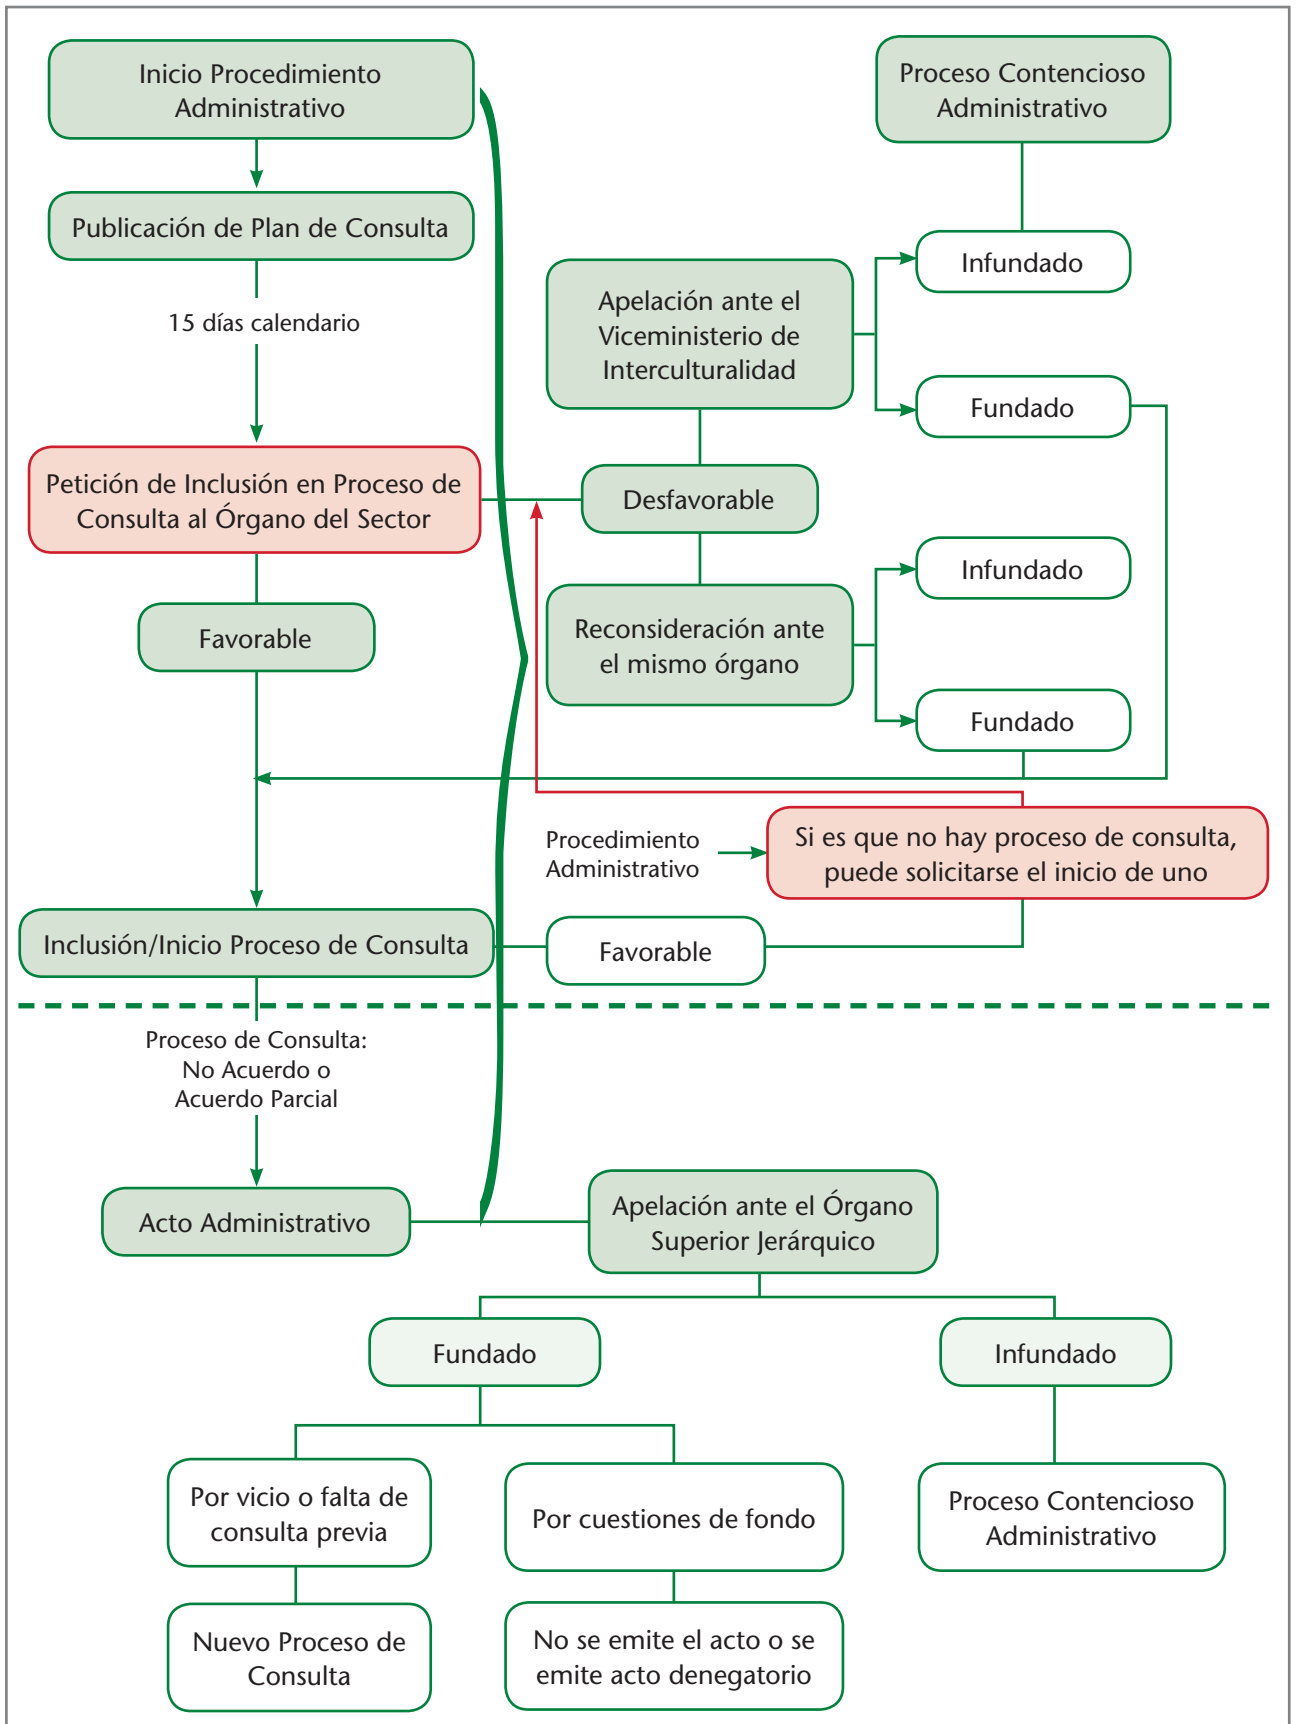 Inicio Procedimiento
Administrativo
Proceso Contencioso
Administrativo
Publicación de Plan de Consulta
Infundado
Apelación ante el
Viceministerio de
Interculturalidad
15 días calendario
Fundado
Petición de Inclusión en Proceso de
Consulta al Órgano del Sector
Desfavorable
Infundado
Reconsideración ante
el mismo órgano
Favorable
Fundado
Procedimiento
Administrativo
Si es que no hay proceso de consulta,
puede solicitarse el inicio de uno
Inclusión/Inicio Proceso de Consulta
Favorable
Proceso de Consulta:
No Acuerdo o
Acuerdo Parcial
Acto Administrativo
Apelación ante el Órgano
Superior Jerárquico
Fundado
Infundado
Por vicio o falta de
consulta previa
Por cuestiones de fondo
Proceso Contencioso
Administrativo
Nuevo Proceso de
Consulta
No se emite el acto o se
emite acto denegatorio